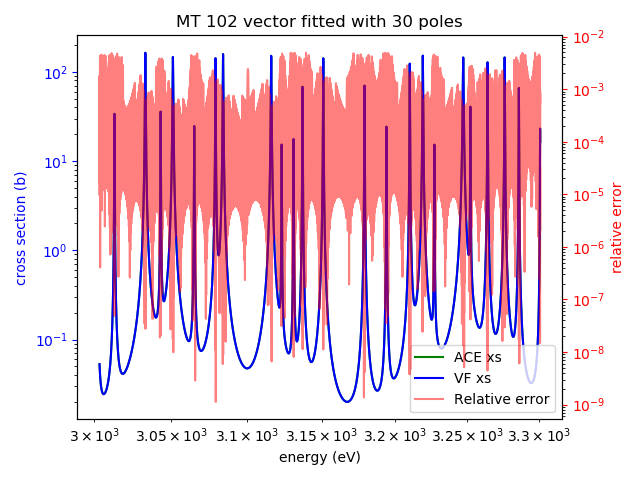 MT 102 vector fitted with 30 poles
cross section (b)
10² 10¹ 10⁰ 10⁻¹
10⁻² 10⁻³ 10⁻⁴ 10⁻⁵ 10⁻⁶ 10⁻⁷ 10⁻⁸ 10⁻⁹
relative error
ACE xs
VF xs
Relative error
3 × 10³ 3.05 × 10³ 3.1 × 10³ 3.15 × 10³ 3.2 × 10³ 3.25 × 10³ 3.3 × 10³
energy (eV)